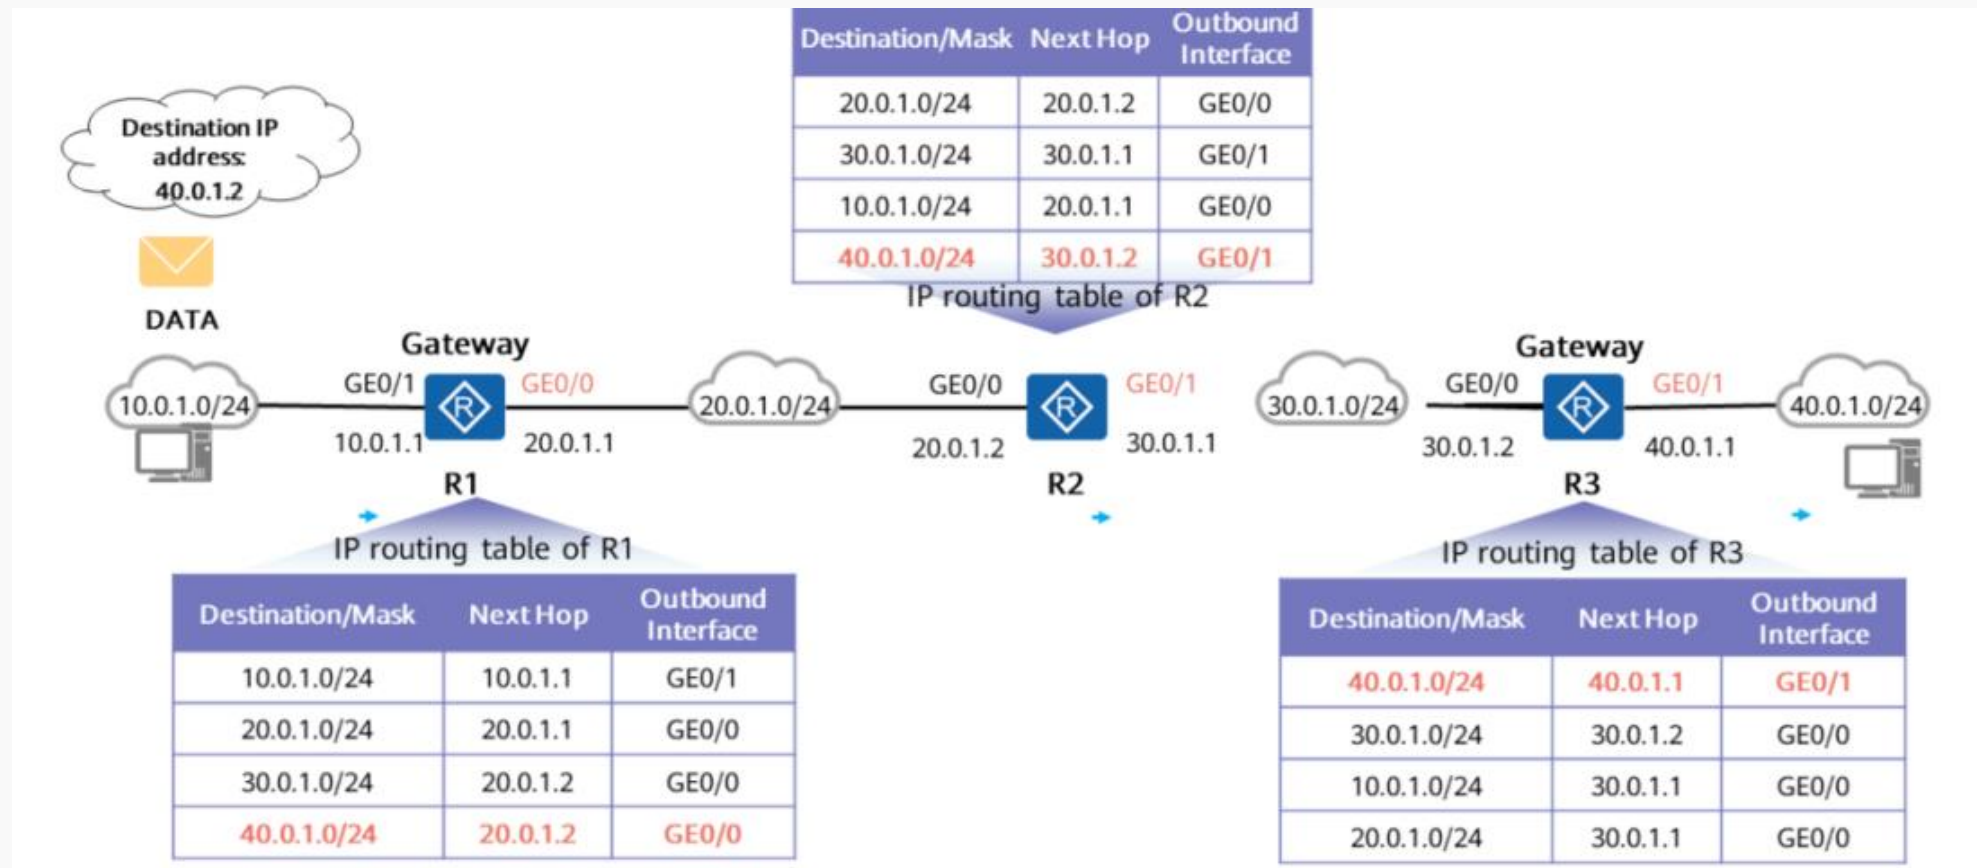 Destination/Mask Next Hop Outbound Interface
20.0.1.0/24 20.0.1.2 GE0/0
30.0.1.0/24 30.0.1.1 GE0/1
10.0.1.0/24 20.0.1.1 GE0/0
40.0.1.0/24 30.0.1.2 GE0/1
IP routing table of R2
Destination IP
address:
40.0.1.2
DATA
Gateway
Gateway
10.0.1.0/24
GE0/1
GE0/0
20.0.1.0/24
GE0/0
GE0/1
30.0.1.0/24
GE0/0
GE0/1
40.0.1.0/24
10.0.1.1
20.0.1.1
20.0.1.2
30.0.1.1
30.0.1.2
40.0.1.1
R
R
R
R1
R2
R3
IP routing table of R1
Destination/Mask Next Hop Outbound Interface
10.0.1.0/24 10.0.1.1 GE0/1
20.0.1.0/24 20.0.1.1 GE0/0
30.0.1.0/24 20.0.1.2 GE0/0
40.0.1.0/24 20.0.1.2 GE0/0
IP routing table of R3
Destination/Mask Next Hop Outbound Interface
40.0.1.0/24 40.0.1.1 GE0/1
30.0.1.0/24 30.0.1.2 GE0/0
10.0.1.0/24 30.0.1.1 GE0/0
20.0.1.0/24 30.0.1.1 GE0/0